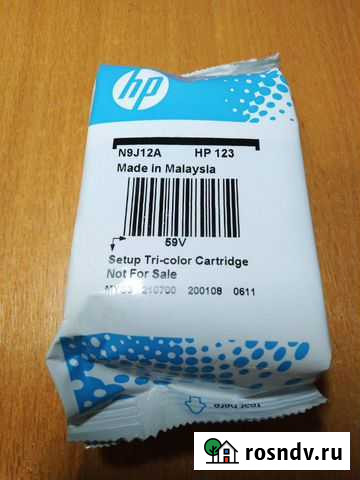 hp
N9J12A HP 123
Made in Malaysia
59V
Setup Tri-color Cartridge
Not For Sale
210700 200108 0611
rosndv.ru